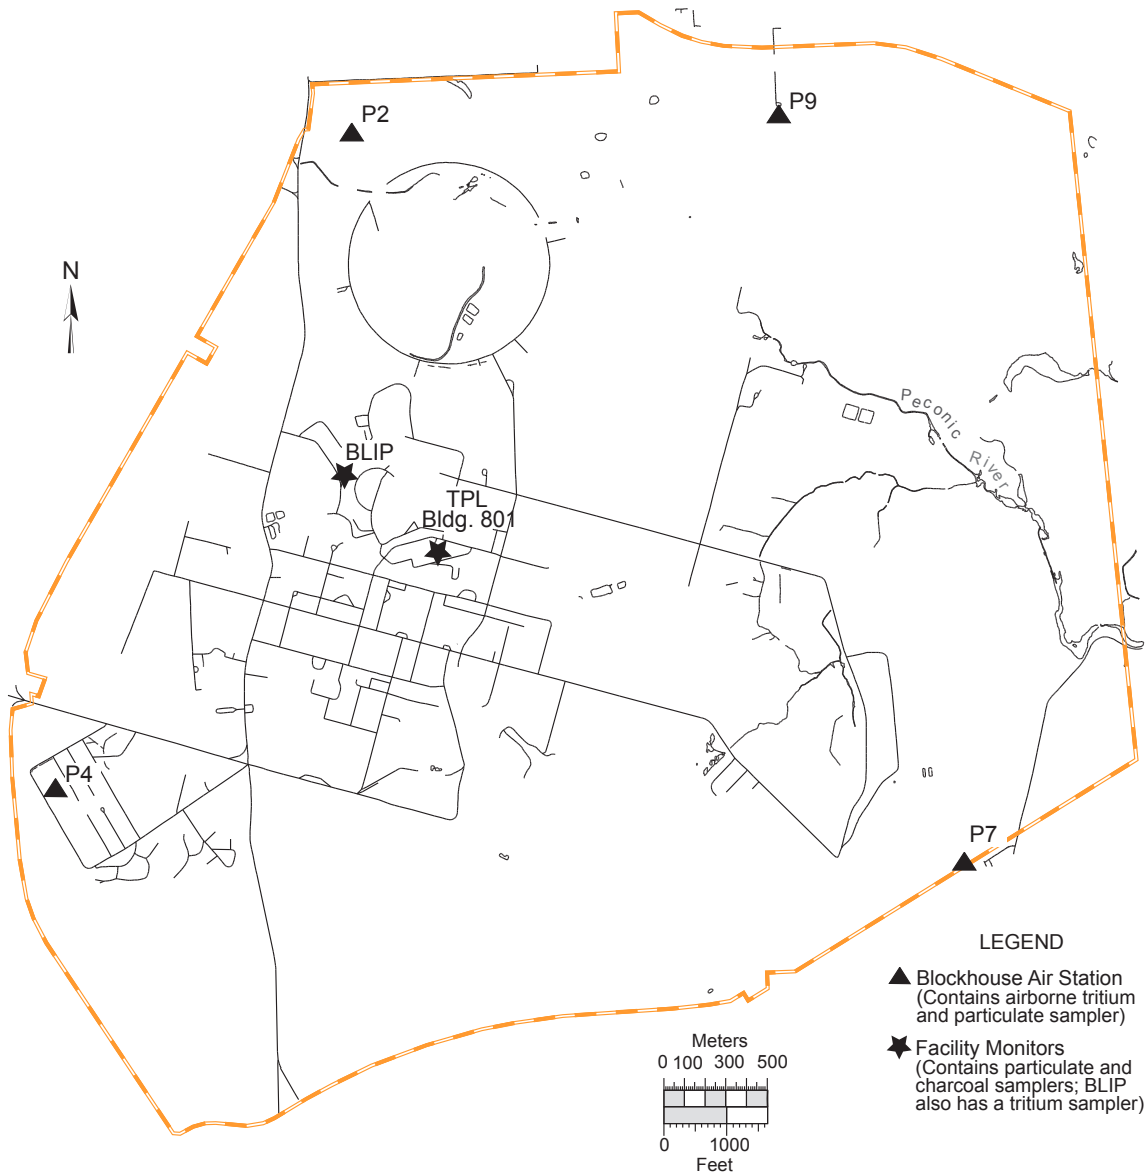 P9
P2
N
Peconic
River
BLIP
TPL
Bldg. 801
P4
P7
LEGEND
Blockhouse Air Station
(Contains airborne tritium
and particulate sampler)
Facility Monitors
(Contains particulate and
charcoal samplers; BLIP
also has a tritium sampler)
Meters
0 100 300 500
0 1000
Feet